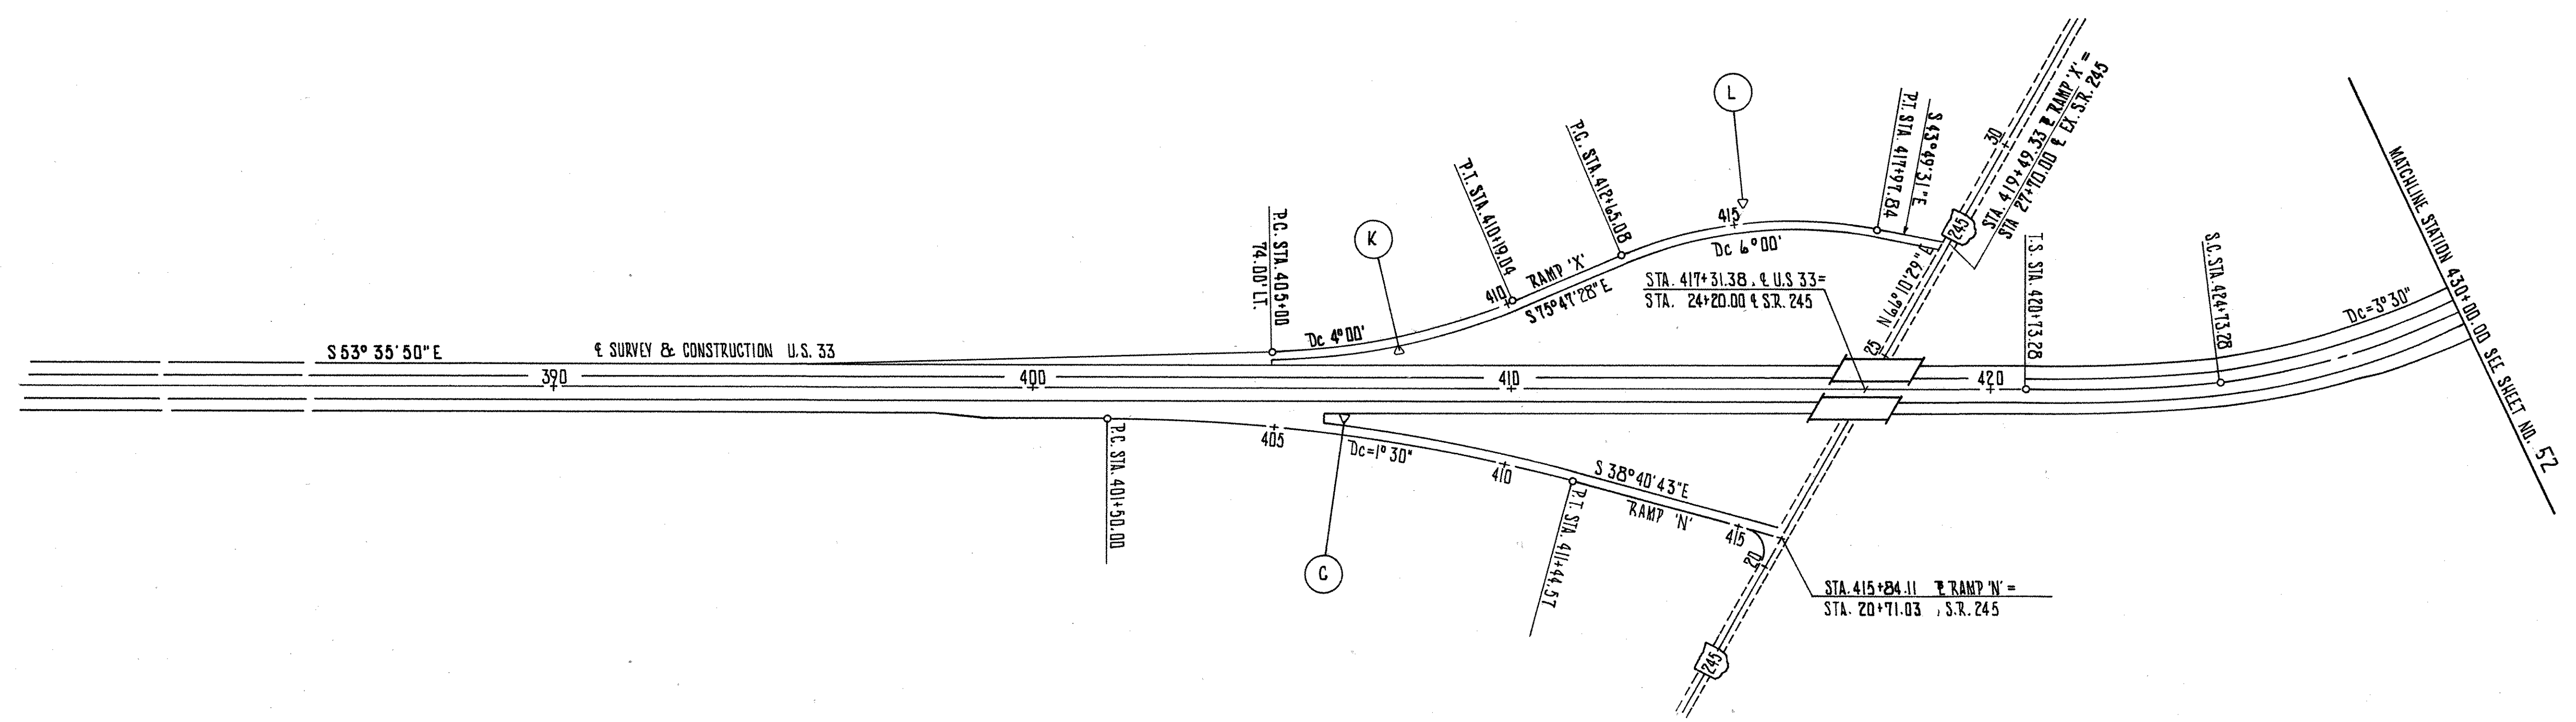 S 53° 35' 50" E
℄ SURVEY & CONSTRUCTION U.S. 33
390
400
410
420
P.C. STA. 405+00
74.00' LT.
Dc 4°00'
K
P.T. STA. 410+19.04
410
RAMP 'X'
S 75° 47' 28" E
P.C. STA. 412+65.08
L
415
Dc 6°00'
P.T. STA. 417+97.84
S 43° 49' 31" E
STA. 417+31.38, ℄ U.S 33=
STA. 24+20.00 ℄ S.R. 245
30
245
STA. 419+49.33 ℄ RAMP 'X' =
STA 27+70.00 ℄ EX. S.R. 245
25
T.S. STA. 420+73.28
S.C. STA. 424+73.28
Dc=3°30"
MATCHLINE STATION 430+00.00 SEE SHEET NO. 52
P.C. STA. 401+50.00
405
Dc=1°30"
C
410
P.T. STA. 411+44.57
S 38° 40' 43" E
RAMP 'N'
415
20
STA. 415+84.11 ℄ RAMP 'N' =
STA. 20+71.03 , S.R. 245
245